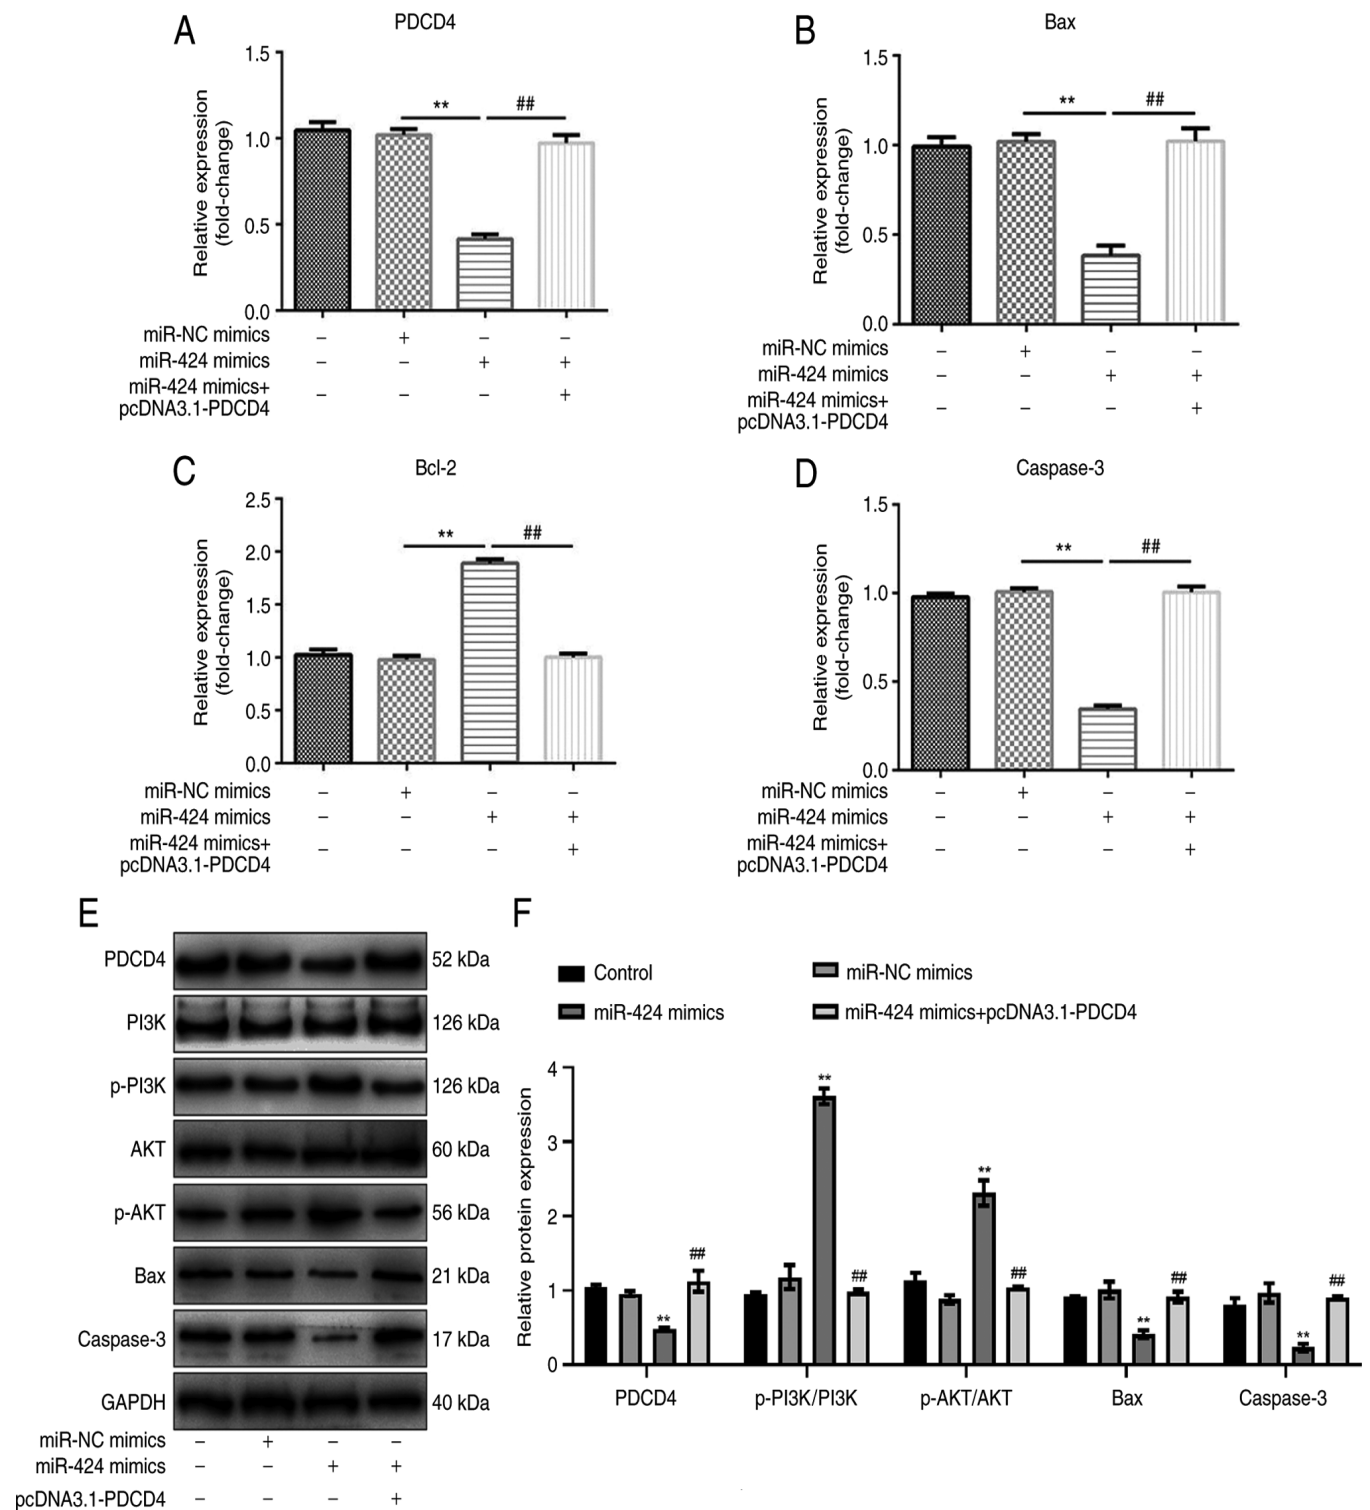 A
PDCD4
Relative expression
(fold-change)
1.5
1.0
0.5
0.0
** ##
miR-NC mimics – + – –
miR-424 mimics – – + +
miR-424 mimics+
pcDNA3.1-PDCD4 – – – +
B
Bax
Relative expression
(fold-change)
1.5
1.0
0.5
0.0
** ##
miR-NC mimics – + – –
miR-424 mimics – – + +
miR-424 mimics+
pcDNA3.1-PDCD4 – – – +
C
Bcl-2
Relative expression
(fold-change)
2.5
2.0
1.5
1.0
0.5
0.0
** ##
miR-NC mimics – + – –
miR-424 mimics – – + +
miR-424 mimics+
pcDNA3.1-PDCD4 – – – +
D
Caspase-3
Relative expression
(fold-change)
1.5
1.0
0.5
0.0
** ##
miR-NC mimics – + – –
miR-424 mimics – – + +
miR-424 mimics+
pcDNA3.1-PDCD4 – – – +
E
PDCD4 52 kDa
PI3K 126 kDa
p-PI3K 126 kDa
AKT 60 kDa
p-AKT 56 kDa
Bax 21 kDa
Caspase-3 17 kDa
GAPDH 40 kDa
miR-NC mimics – + – –
miR-424 mimics – – + +
pcDNA3.1-PDCD4 – – – +
F
Control miR-NC mimics
miR-424 mimics miR-424 mimics+pcDNA3.1-PDCD4
Relative protein expression
4
3
2
1
0
** ## ** ## ** ## ** ## ** ##
PDCD4 p-PI3K/PI3K p-AKT/AKT Bax Caspase-3